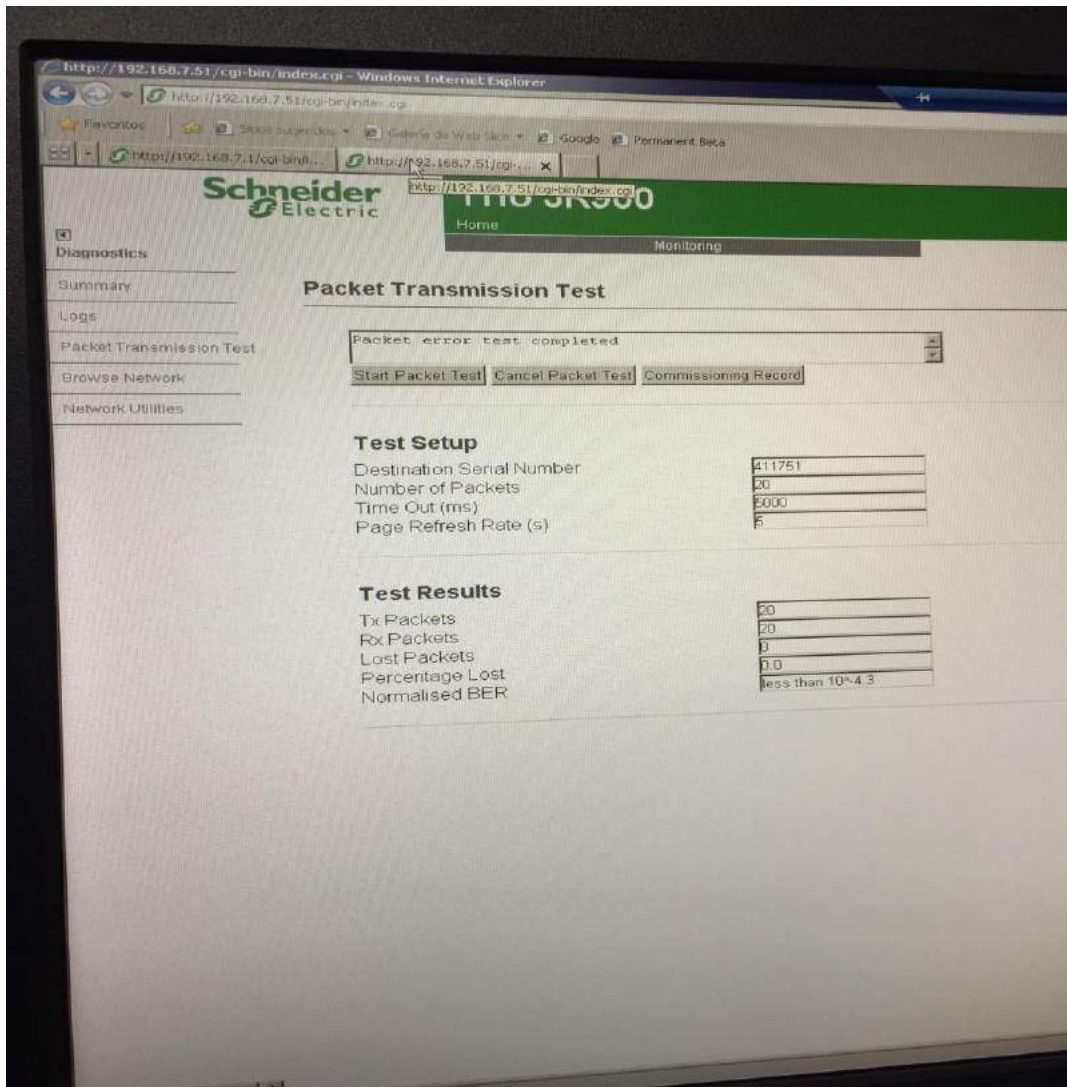 http://192.168.7.51/cgi-bin/index.cgi - Windows Internet Explorer
http://192.168.7.51/cgi-bin/index.cgi
Favoritos Sitios sugeridos Galería de Web Slice Google Permanent Beta
http://192.168.7.1/cgi-bin/i... http://192.168.7.51/cgi-...
http://192.168.7.51/cgi-bin/index.cgi
Schneider
Electric
Home
Monitoring
Diagnostics
Summary
Logs
Packet Transmission Test
Browse Network
Network Utilities
Packet Transmission Test
Packet error test completed
Start Packet Test Cancel Packet Test Commissioning Record
Test Setup
Destination Serial Number 411751
Number of Packets 20
Time Out (ms) 5000
Page Refresh Rate (s) 5
Test Results
Tx Packets 20
Rx Packets 20
Lost Packets 0
Percentage Lost 0.0
Normalised BER less than 10^-4.3